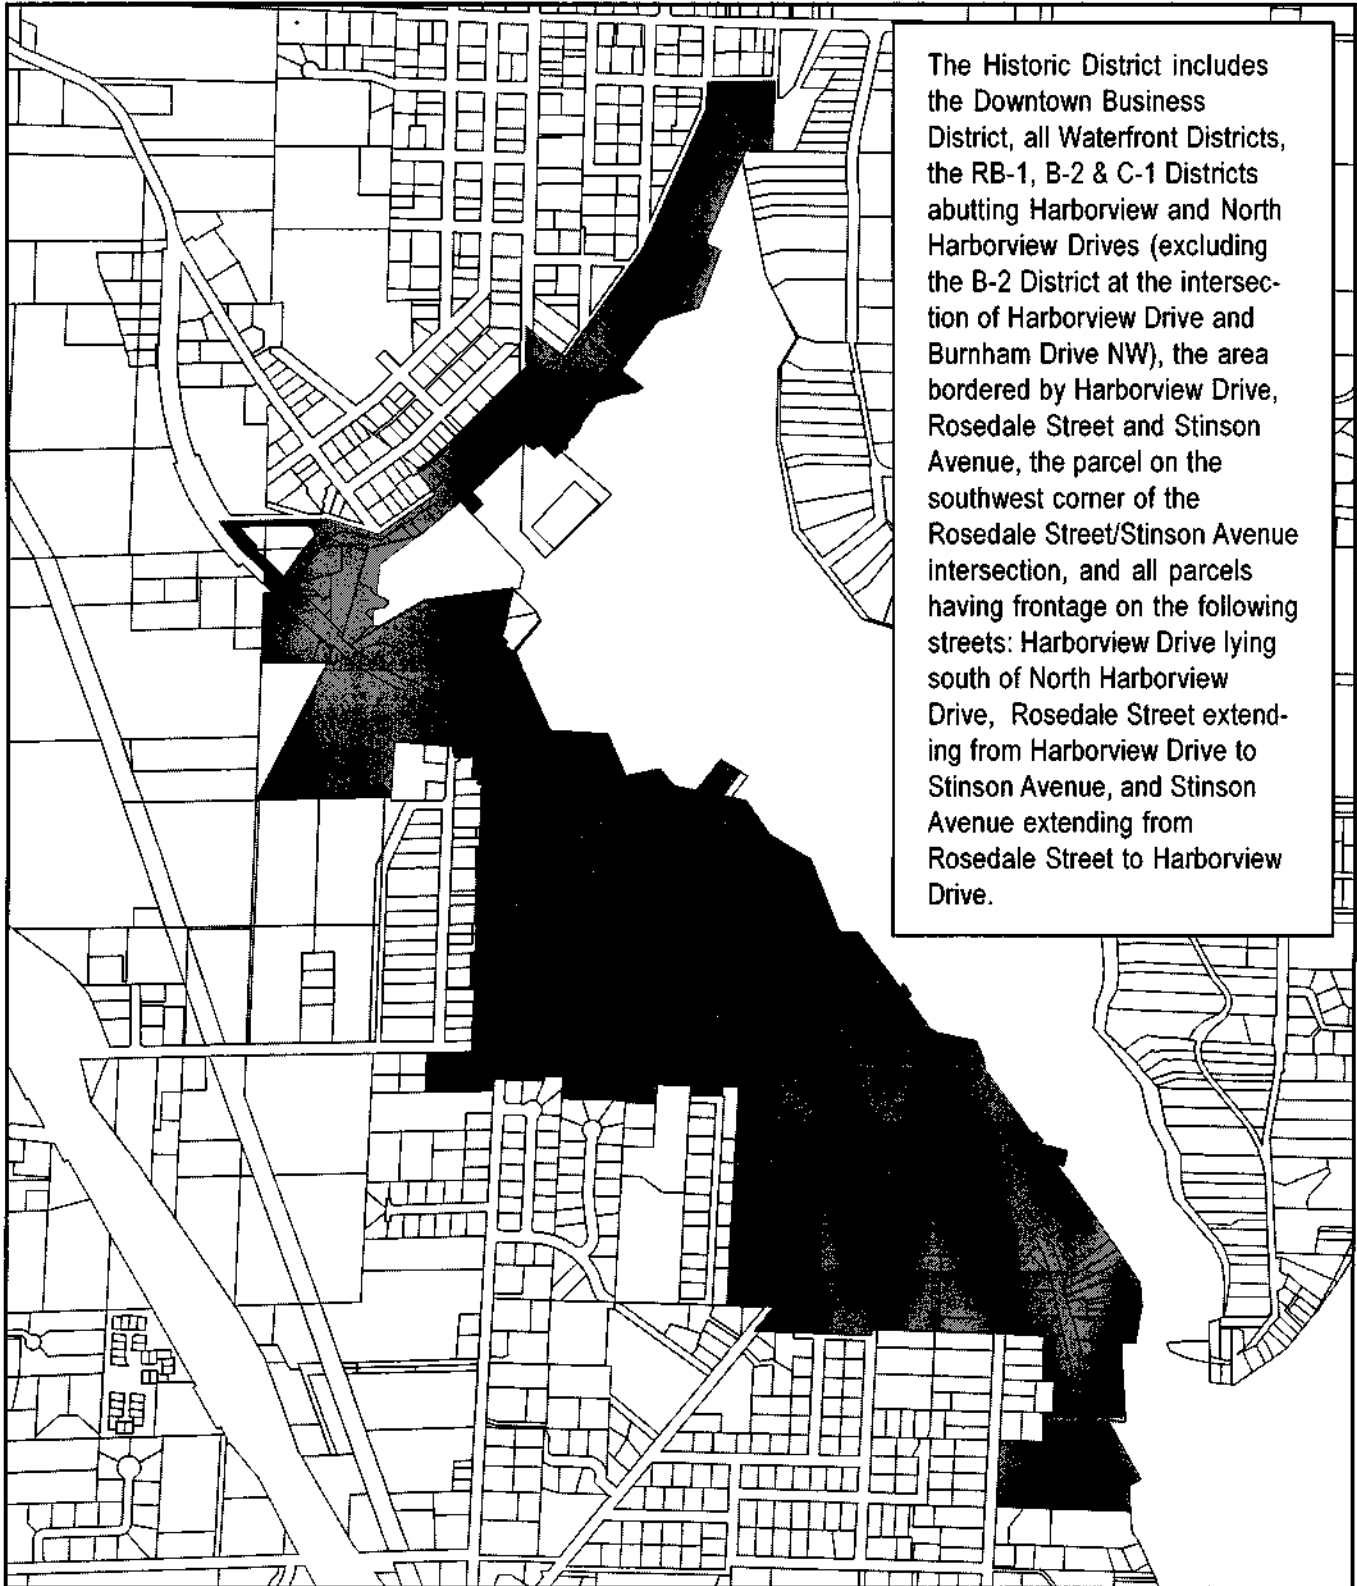 The Historic District includes
the Downtown Business
District, all Waterfront Districts,
the RB-1, B-2 & C-1 Districts
abutting Harborview and North
Harborview Drives (excluding
the B-2 District at the intersec-
tion of Harborview Drive and
Burnham Drive NW), the area
bordered by Harborview Drive,
Rosedale Street and Stinson
Avenue, the parcel on the
southwest corner of the
Rosedale Street/Stinson Avenue
intersection, and all parcels
having frontage on the following
streets: Harborview Drive lying
south of North Harborview
Drive, Rosedale Street extend-
ing from Harborview Drive to
Stinson Avenue, and Stinson
Avenue extending from
Rosedale Street to Harborview
Drive.